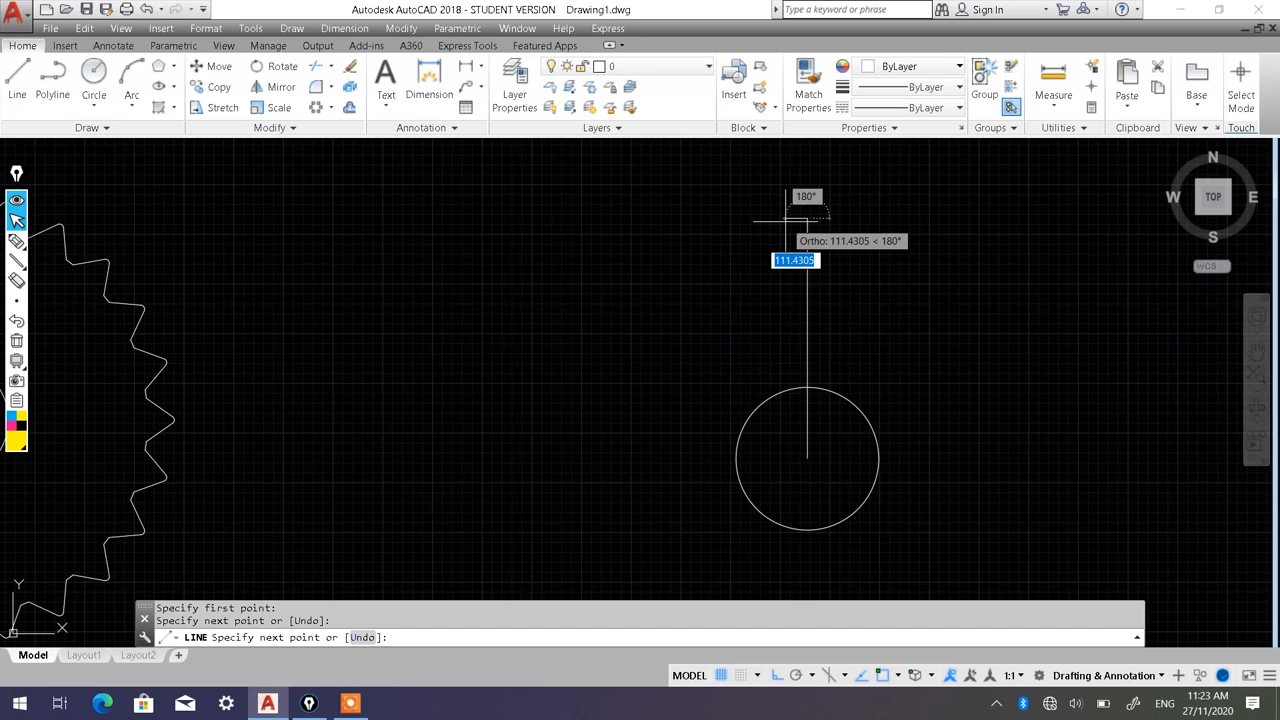 Autodesk AutoCAD 2018 - STUDENT VERSION Drawing1.dwg
Type a keyword or phrase
Sign In
File Edit View Insert Format Tools Draw Dimension Modify Parametric Window Help Express
Home Insert Annotate Parametric View Manage Output Add-ins A360 Express Tools Featured Apps
Line Polyline Circle Arc
Move Rotate
Copy Mirror
Stretch Scale
Text Dimension
Layer Properties
0
Insert
Match Properties
ByLayer
ByLayer
ByLayer
Group
Measure
Paste
Base
Select Mode
Draw Modify Annotation Layers Block Properties Groups Utilities Clipboard View Touch
N
W TOP E
S
WCS
180°
Ortho: 111.4305 < 180°
111.4305
Y
X
Specify first point:
Specify next point or [Undo]:
LINE Specify next point or [Undo]:
Model Layout1 Layout2 +
MODEL 1:1 Drafting & Annotation
ENG
11:23 AM
27/11/2020